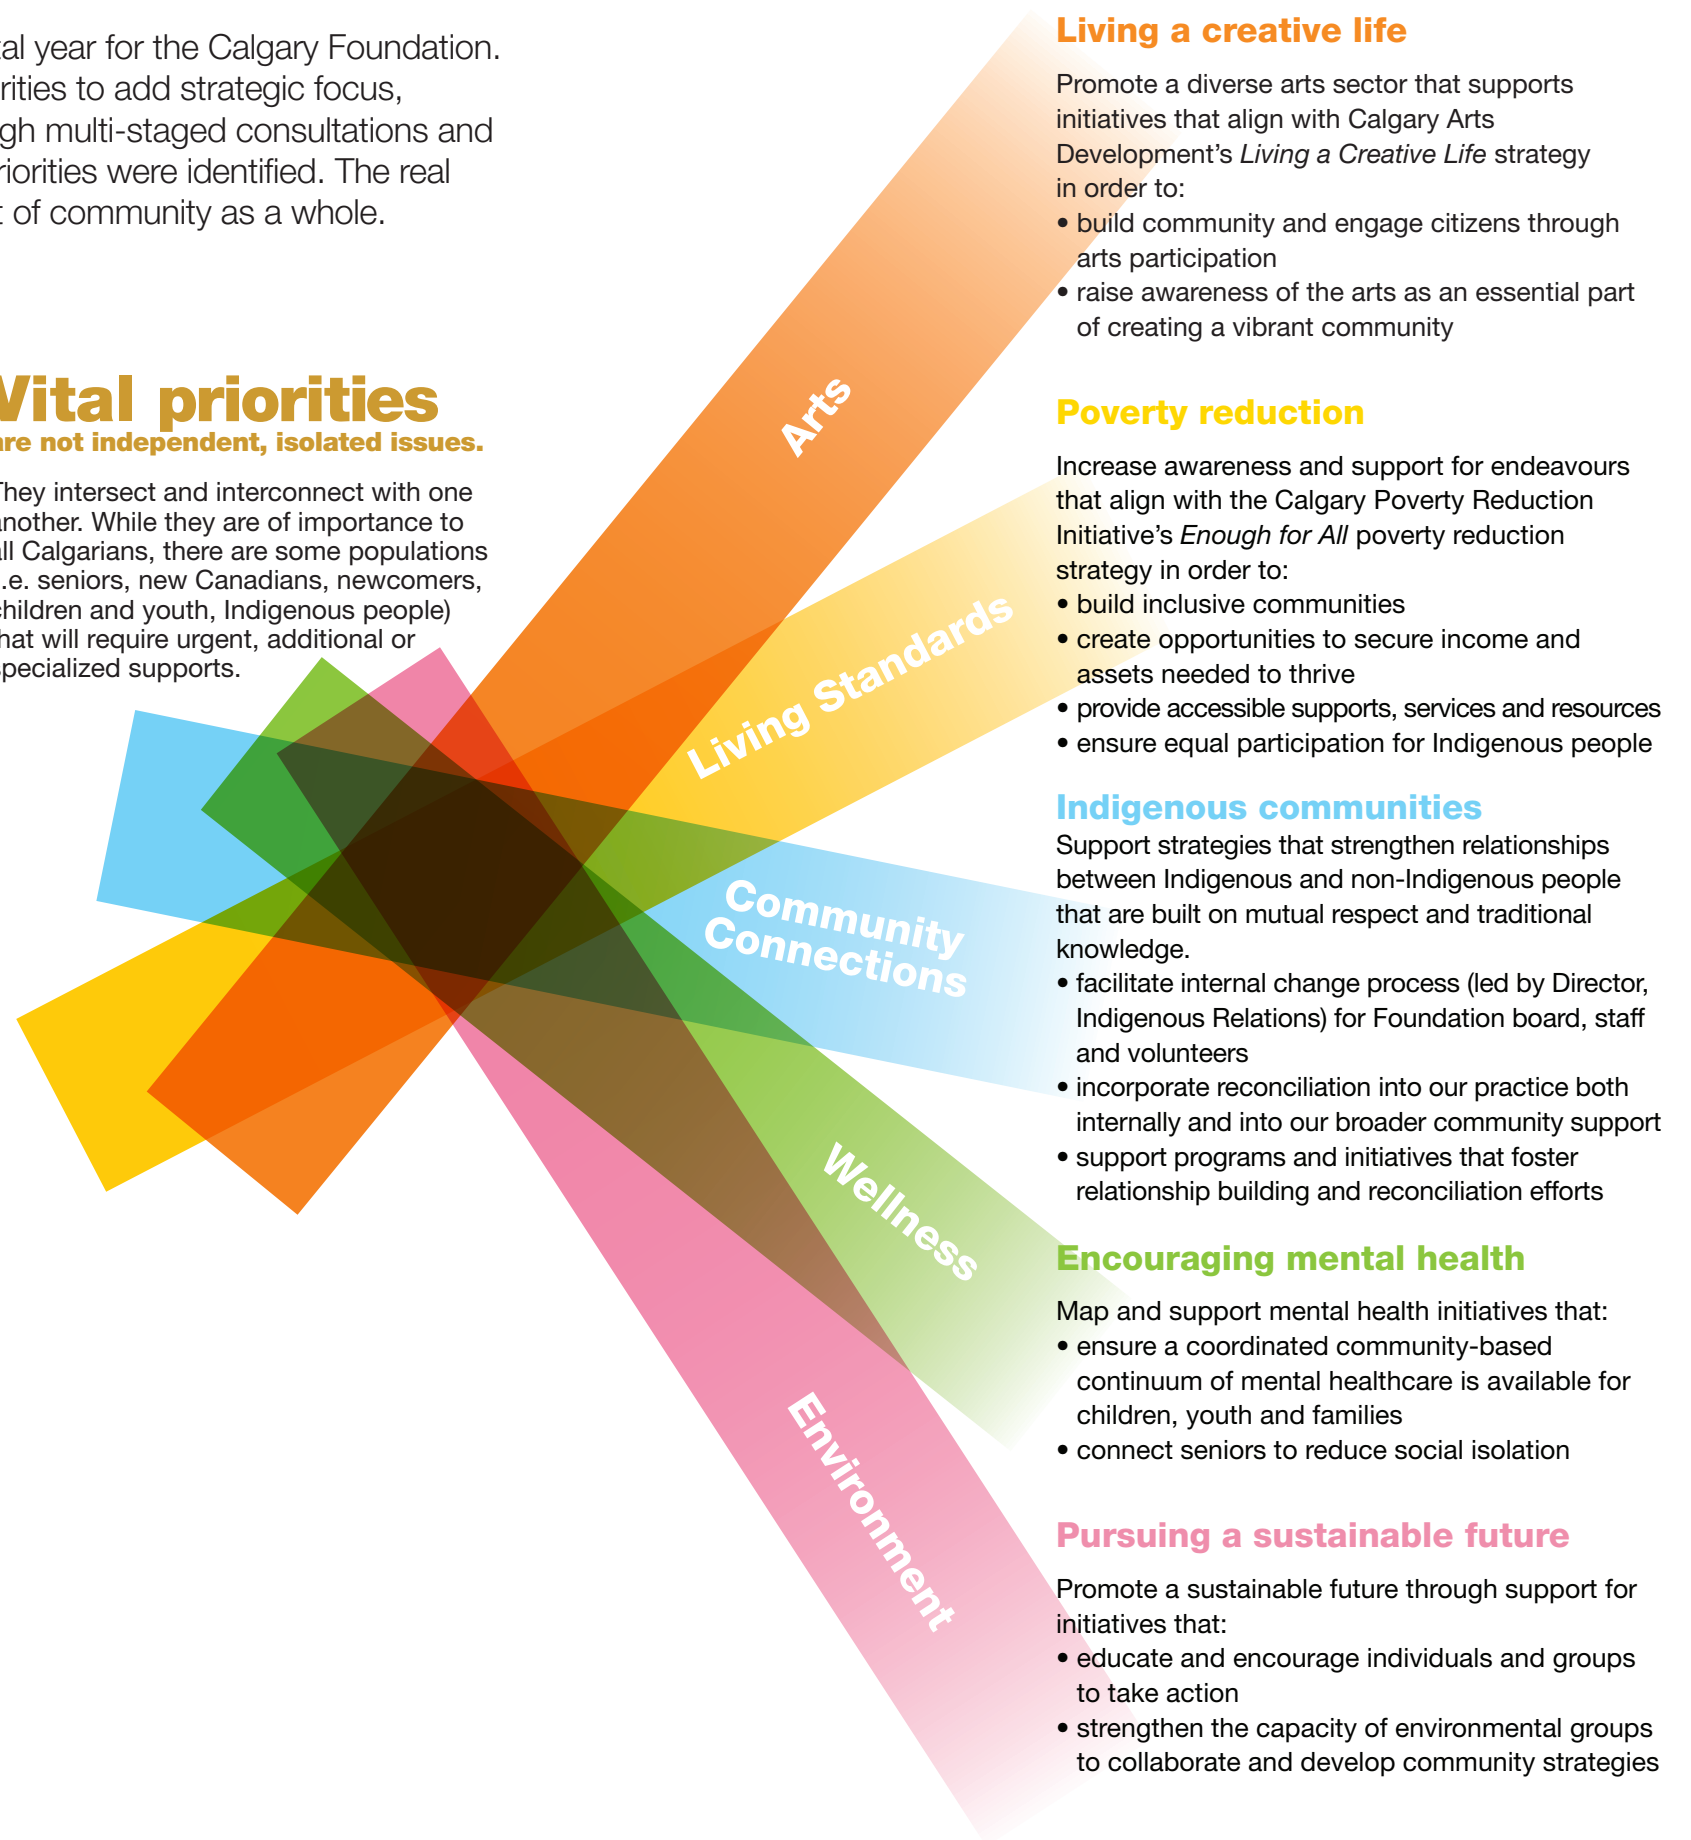 year for the Calgary Foundation.
to add strategic focus,
multi-staged consultations and
were identified. The real
of community as a whole.
Vital priorities
are not independent, isolated issues.
They intersect and interconnect with one
another. While they are of importance to
all Calgarians, there are some populations
i.e. seniors, new Canadians, newcomers,
children and youth, Indigenous people)
that will require urgent, additional or
specialized supports.
Arts
Living Standards
Community
Connections
Wellness
Environment
Living a creative life
Promote a diverse arts sector that supports
initiatives that align with Calgary Arts
Development's Living a Creative Life strategy
in order to:
• build community and engage citizens through
arts participation
• raise awareness of the arts as an essential part
of creating a vibrant community
Poverty reduction
Increase awareness and support for endeavours
that align with the Calgary Poverty Reduction
Initiative's Enough for All poverty reduction
strategy in order to:
• build inclusive communities
• create opportunities to secure income and
assets needed to thrive
• provide accessible supports, services and resources
• ensure equal participation for Indigenous people
Indigenous communities
Support strategies that strengthen relationships
between Indigenous and non-Indigenous people
that are built on mutual respect and traditional
knowledge.
• facilitate internal change process (led by Director,
Indigenous Relations) for Foundation board, staff
and volunteers
• incorporate reconciliation into our practice both
internally and into our broader community support
• support programs and initiatives that foster
relationship building and reconciliation efforts
Encouraging mental health
Map and support mental health initiatives that:
• ensure a coordinated community-based
continuum of mental healthcare is available for
children, youth and families
• connect seniors to reduce social isolation
Pursuing a sustainable future
Promote a sustainable future through support for
initiatives that:
• educate and encourage individuals and groups
to take action
• strengthen the capacity of environmental groups
to collaborate and develop community strategies